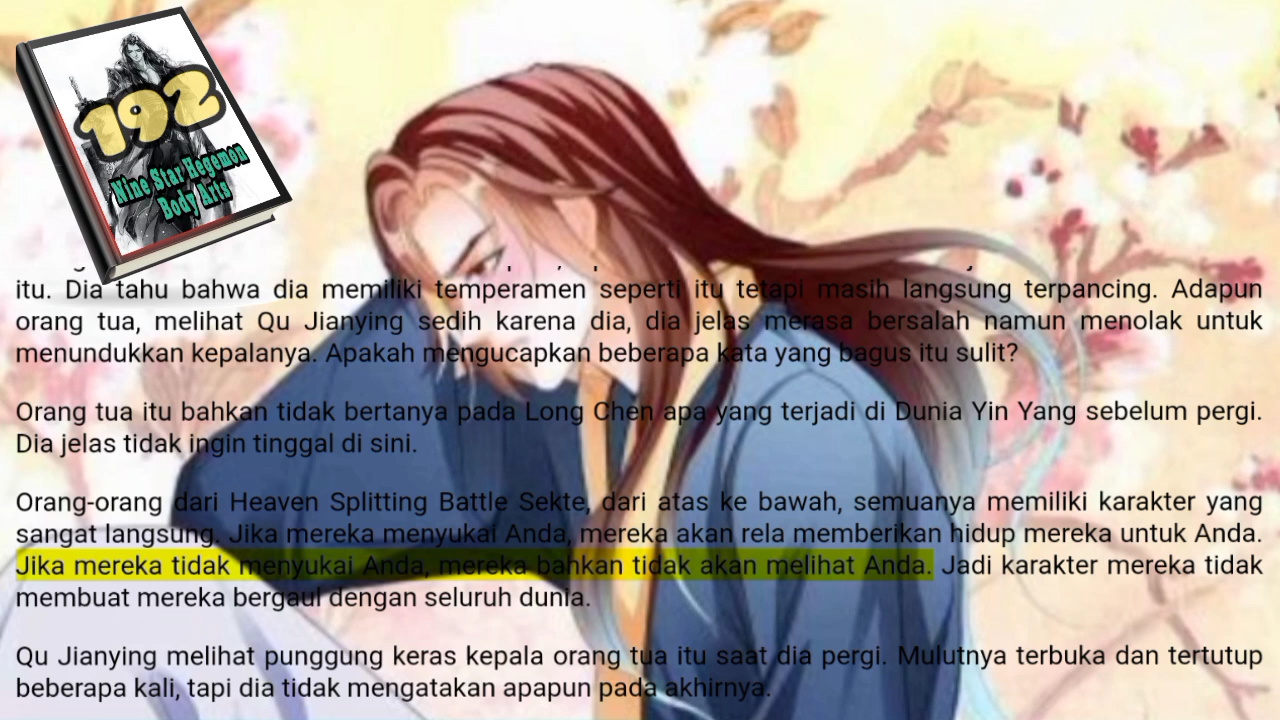 192
Nine Star Hegemon
Body Arts
itu. Dia tahu bahwa dia memiliki temperamen seperti itu tetapi masih langsung terpancing. Adapun
orang tua, melihat Qu Jianying sedih karena dia, dia jelas merasa bersalah namun menolak untuk
menundukkan kepalanya. Apakah mengucapkan beberapa kata yang bagus itu sulit?
Orang tua itu bahkan tidak bertanya pada Long Chen apa yang terjadi di Dunia Yin Yang sebelum pergi.
Dia jelas tidak ingin tinggal di sini.
Orang-orang dari Heaven Splitting Battle Sekte, dari atas ke bawah, semuanya memiliki karakter yang
sangat langsung. Jika mereka menyukai Anda, mereka akan rela memberikan hidup mereka untuk Anda.
Jika mereka tidak menyukai Anda, mereka bahkan tidak akan melihat Anda. Jadi karakter mereka tidak
membuat mereka bergaul dengan seluruh dunia.
Qu Jianying melihat punggung keras kepala orang tua itu saat dia pergi. Mulutnya terbuka dan tertutup
beberapa kali, tapi dia tidak mengatakan apapun pada akhirnya.